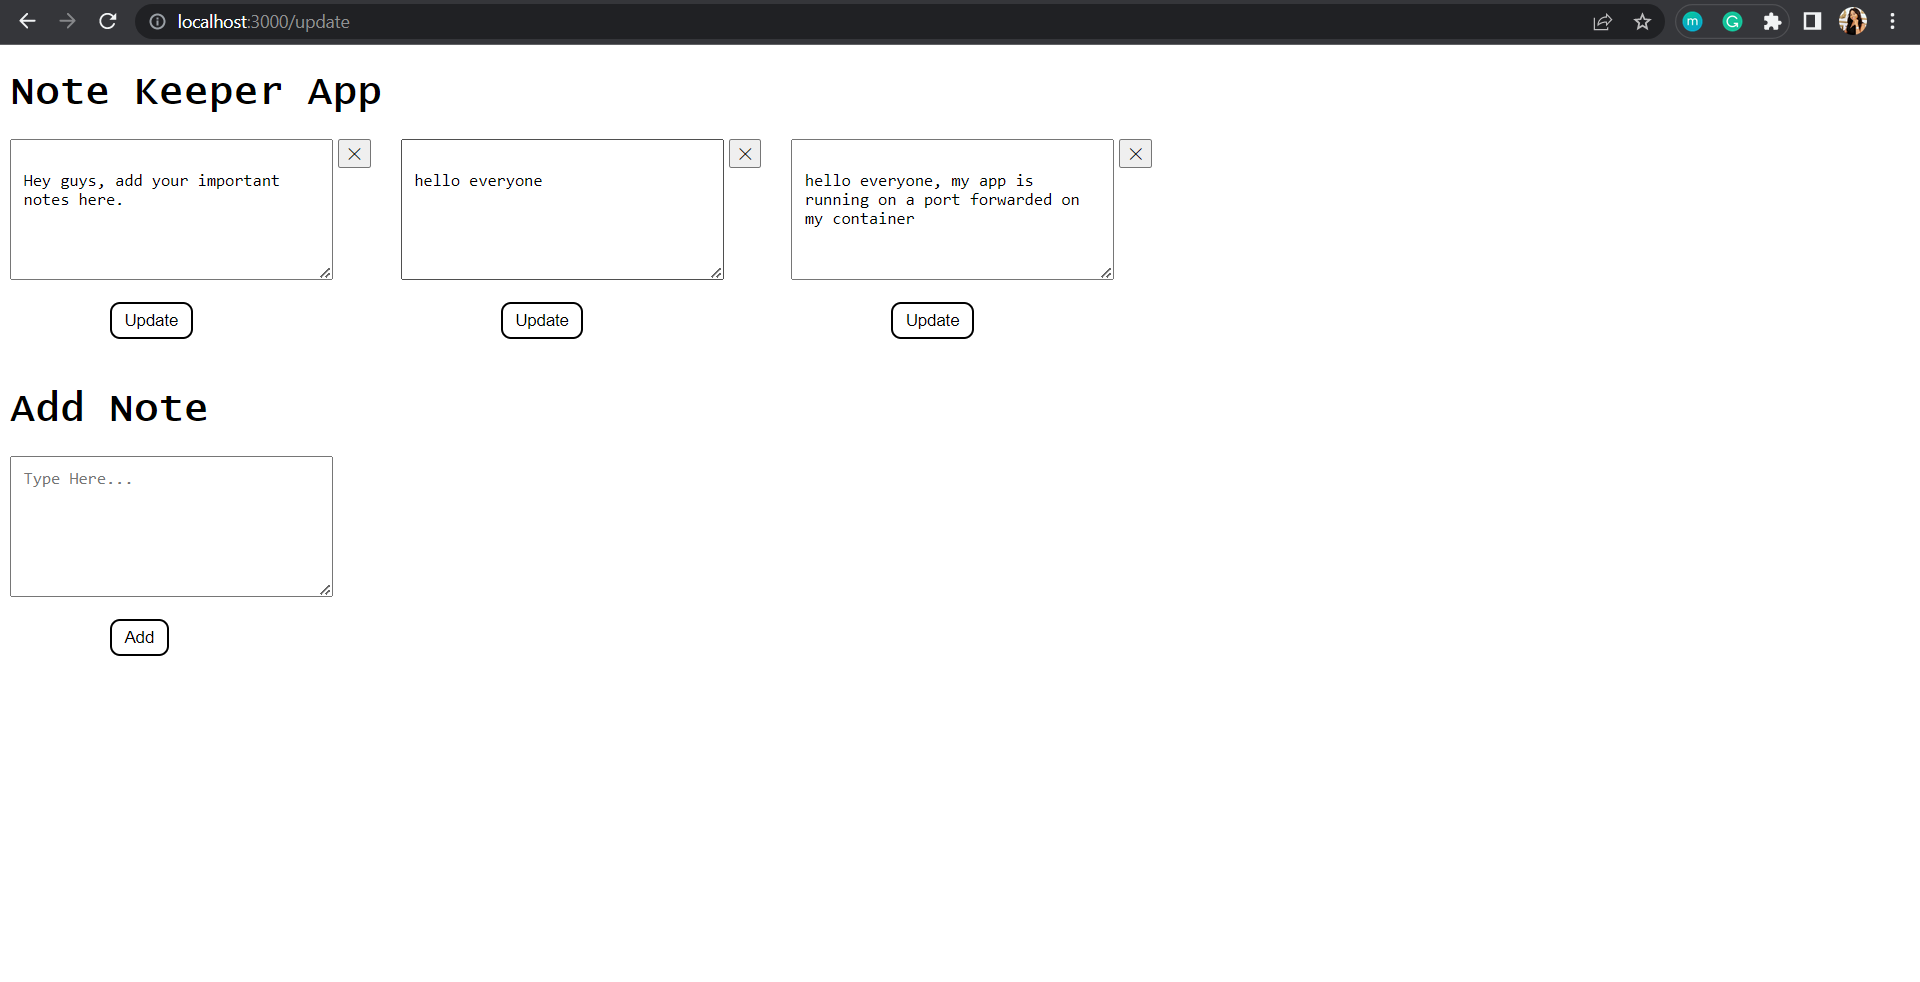 localhost:3000/update
m
Note Keeper App
Hey guys, add your important
notes here.
hello everyone
hello everyone, my app is
running on a port forwarded on
my container
Update
Update
Update
Add Note
Type Here...
Add